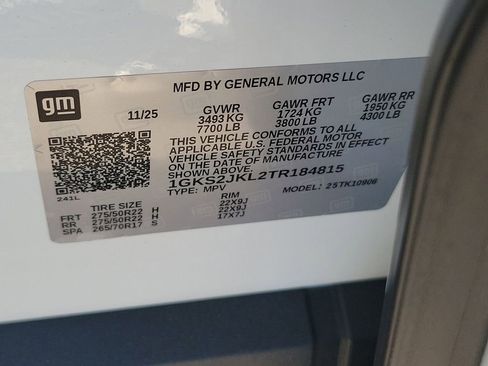 gm
MFD BY GENERAL MOTORS LLC
11/25 GVWR GAWR FRT GAWR RR
3493 KG 1724 KG 1950 KG
7700 LB 3800 LB 4300 LB
THIS VEHICLE CONFORMS TO ALL
APPLICABLE U.S. FEDERAL MOTOR
VEHICLE SAFETY STANDARDS IN EFFECT
ON THE DATE OF MANUFACTURE SHOWN ABOVE.
1GKS2JKL2TR184815
TYPE: MPV MODEL: 25TK10906
241L
TIRE SIZE RIM
FRT 275/50R22 H 22X9J
RR 275/50R22 H 22X9J
SPA 265/70R17 S 17X7J